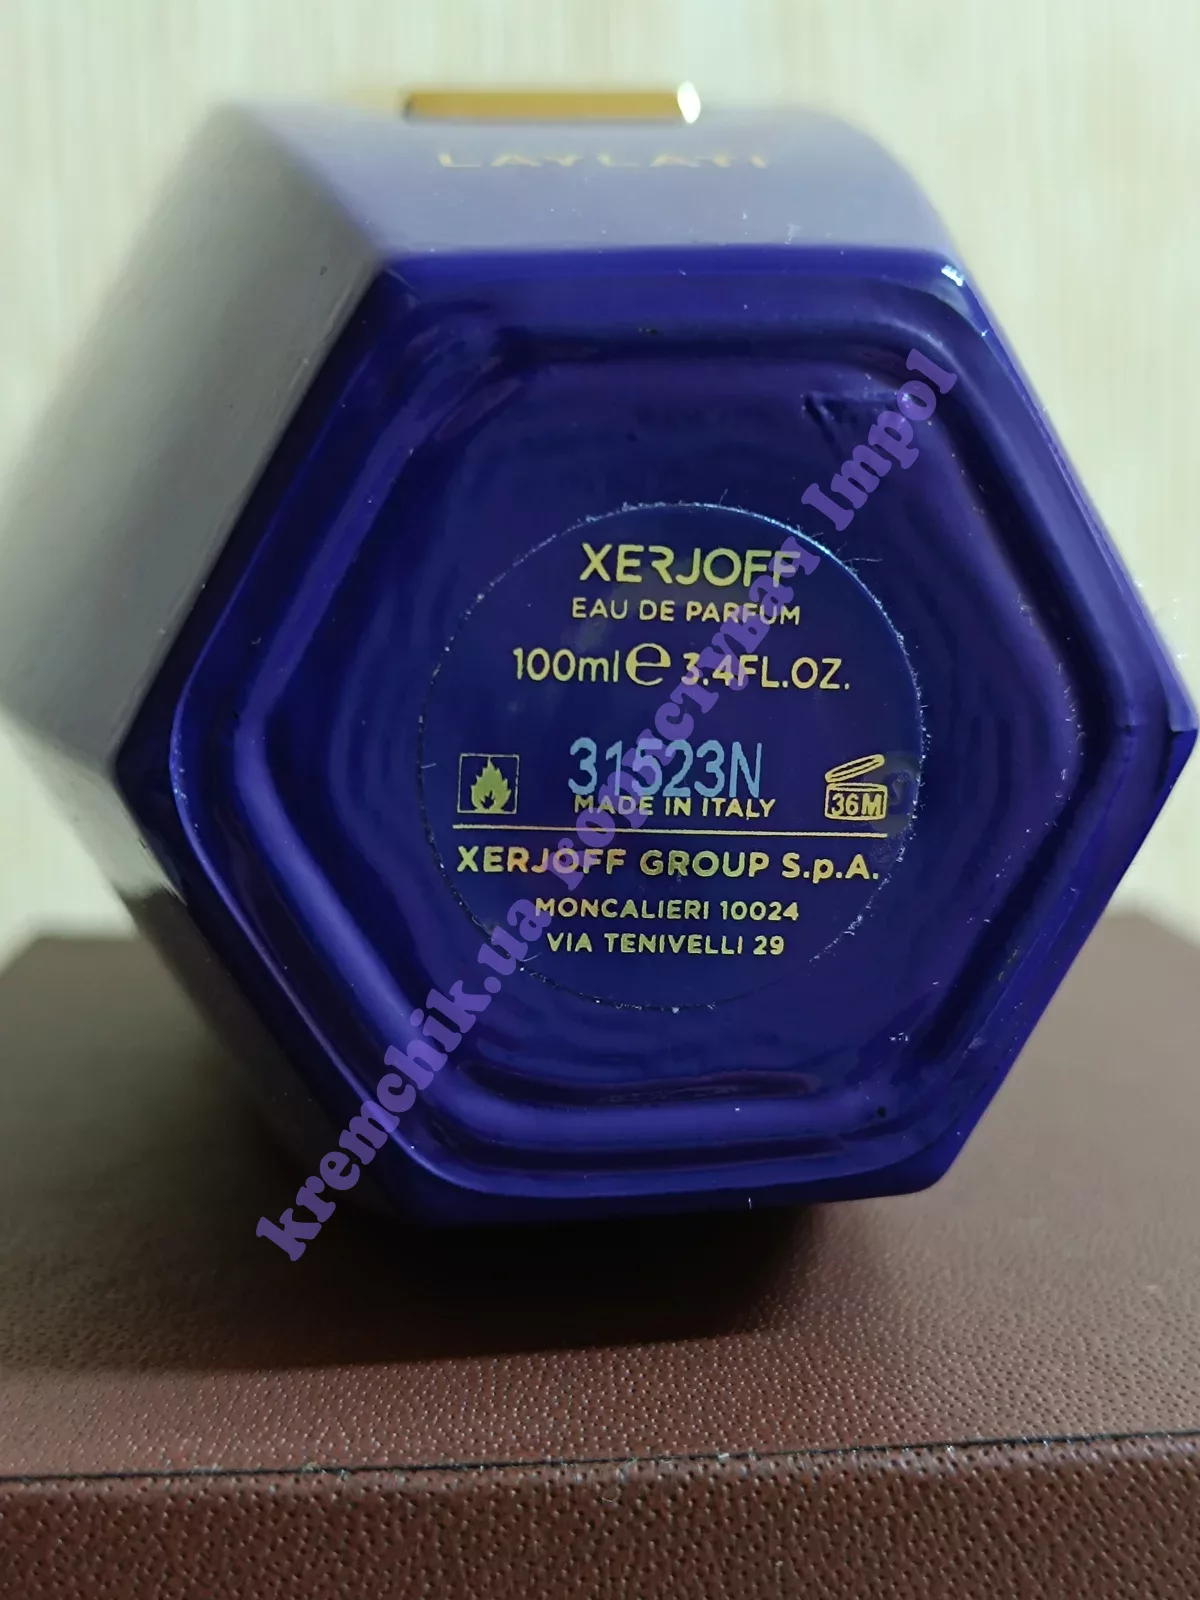 LAYLATI
XERJOFF
EAU DE PARFUM
100ml e 3.4FL.OZ.
31523N
MADE IN ITALY
36M
XERJOFF GROUP S.p.A.
MONCALIERI 10024
VIA TENIVELLI 29
kremchik.ua користувач Impol